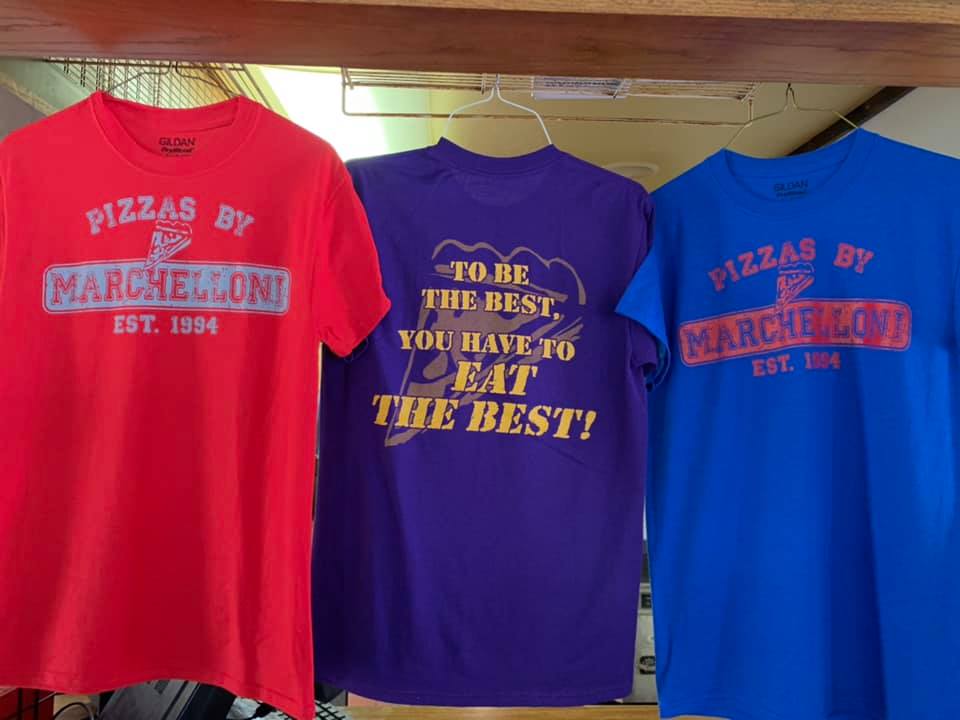 GILDAN
DryBlend
PIZZAS BY
MARCHELLONI
EST. 1994
TO BE
THE BEST,
YOU HAVE TO
EAT
THE BEST!
GILDAN
PIZZAS BY
MARCHELLONI
EST. 1994